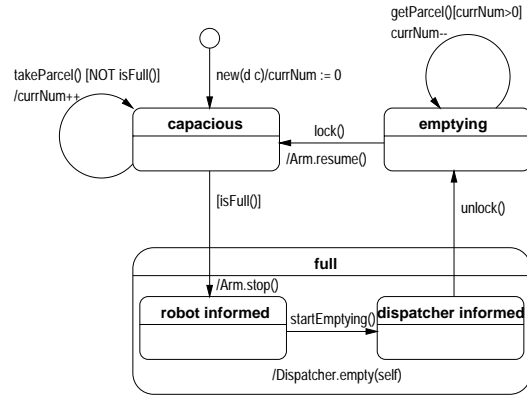 getParcel()[currNum>0]
currNum--
takeParcel() [NOT isFull()]
/currNum++
new(d c)/currNum := 0
capacious
emptying
lock()
/Arm.resume()
[isFull()]
unlock()
full
/Arm.stop()
robot informed
startEmptying()
dispatcher informed
/Dispatcher.empty(self)